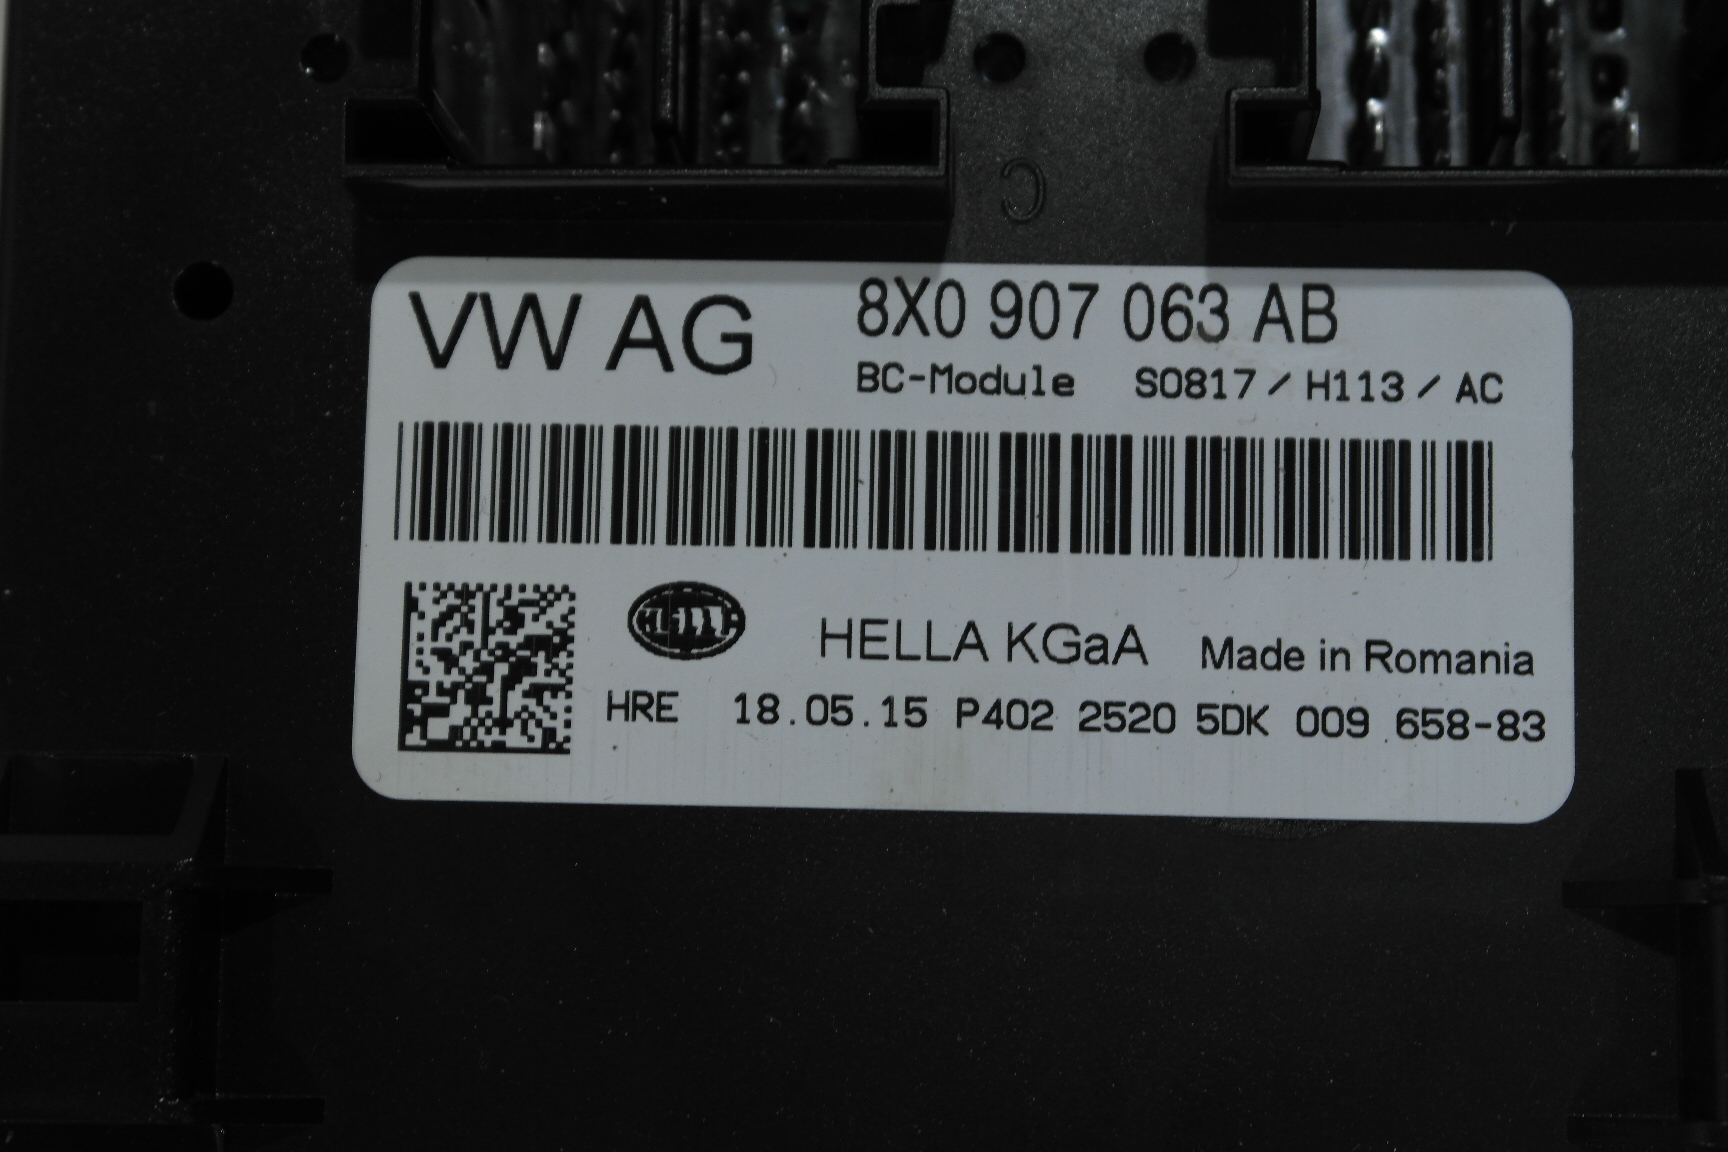 C
VW AG
8X0 907 063 AB
BC-Module S0817 / H113 / AC
HELLA
HELLA KGaA Made in Romania
HRE 18.05.15 P402 2520 5DK 009 658-83